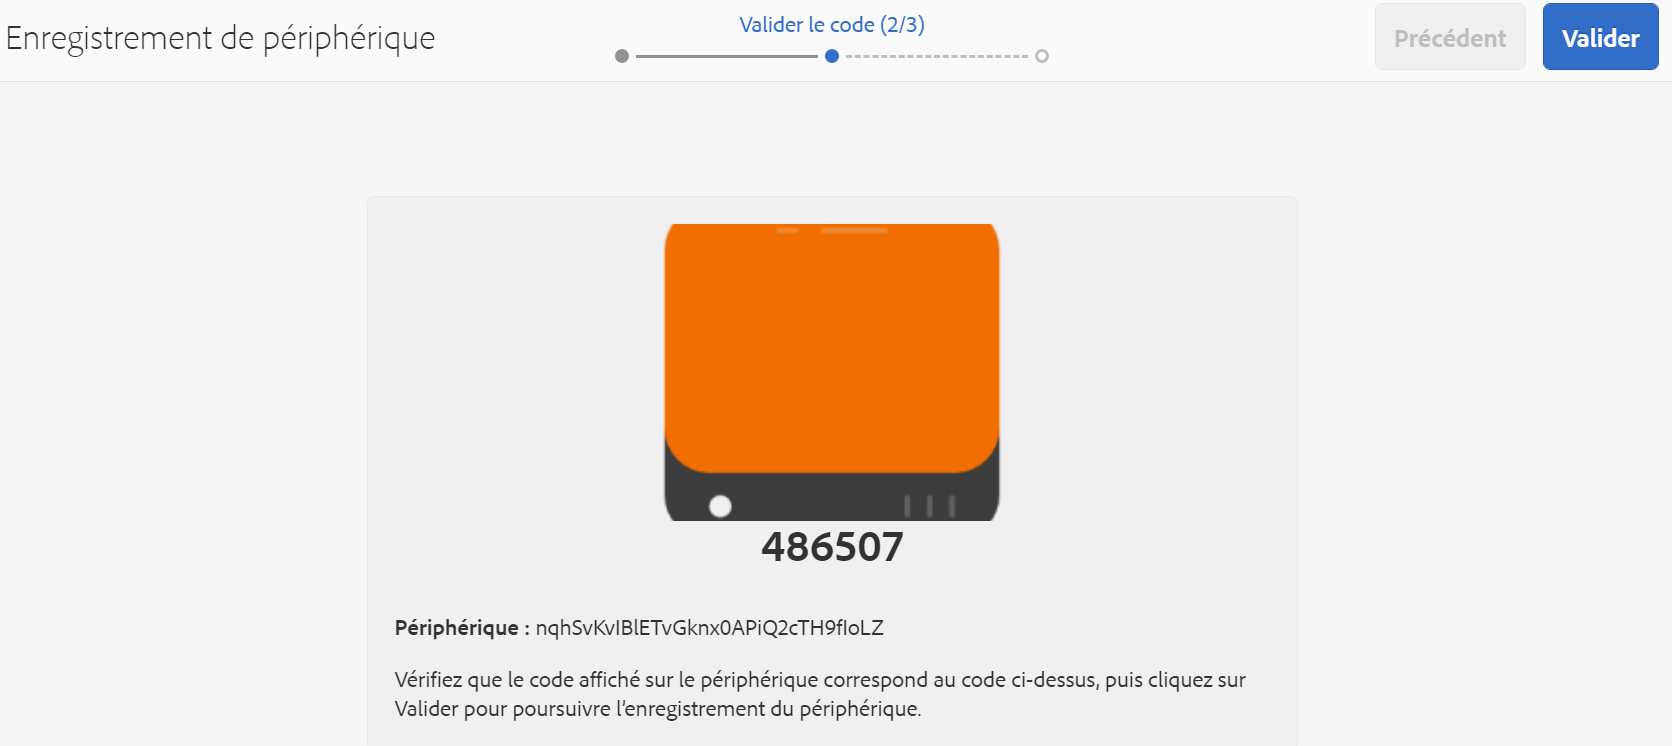 Enregistrement de périphérique
Valider le code (2/3)
Précédent
Valider
486507
Périphérique : nqhSvKvIBlETvGknx0APiQ2cTH9fIoLZ
Vérifiez que le code affiché sur le périphérique correspond au code ci-dessus, puis cliquez sur
Valider pour poursuivre l’enregistrement du périphérique.